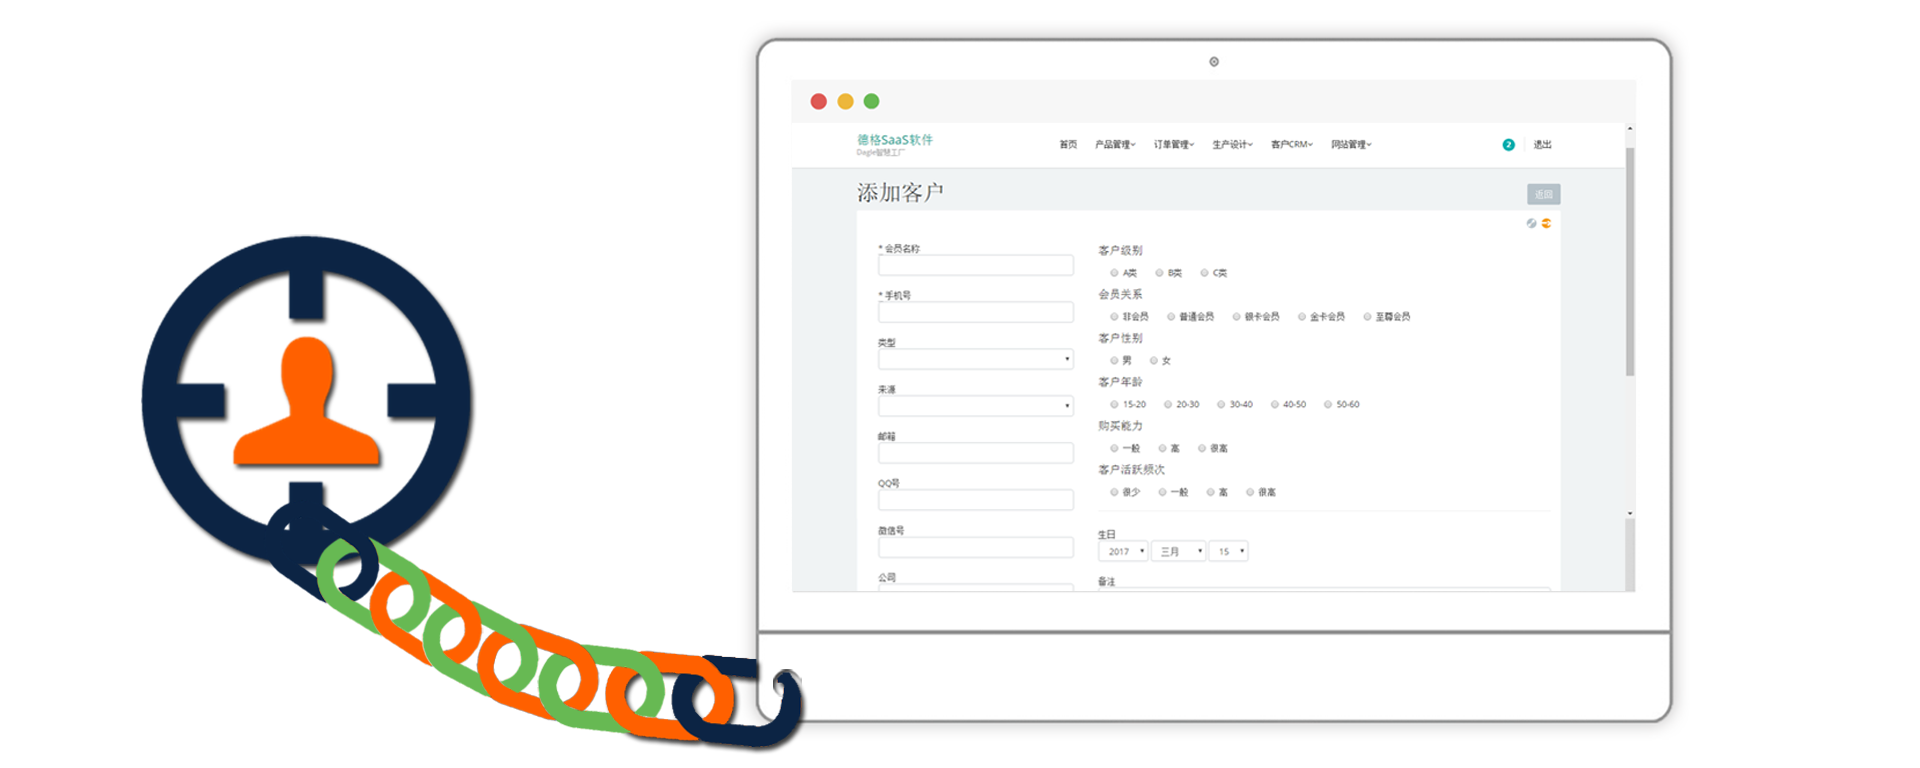 德格SaaS软件
Dagle智慧工厂
首页 产品管理 订单管理 生产设计 客户CRM 网站管理 2 退出
添加客户
返回
* 会员名称
* 手机号
类型
来源
邮箱
QQ号
微信号
公司
客户级别
A类 B类 C类
会员关系
非会员 普通会员 银卡会员 金卡会员 至尊会员
客户性别
男 女
客户年龄
15-20 20-30 30-40 40-50 50-60
购买能力
一般 高 很高
客户活跃频次
很少 一般 高 很高
生日
2017 三月 15
备注